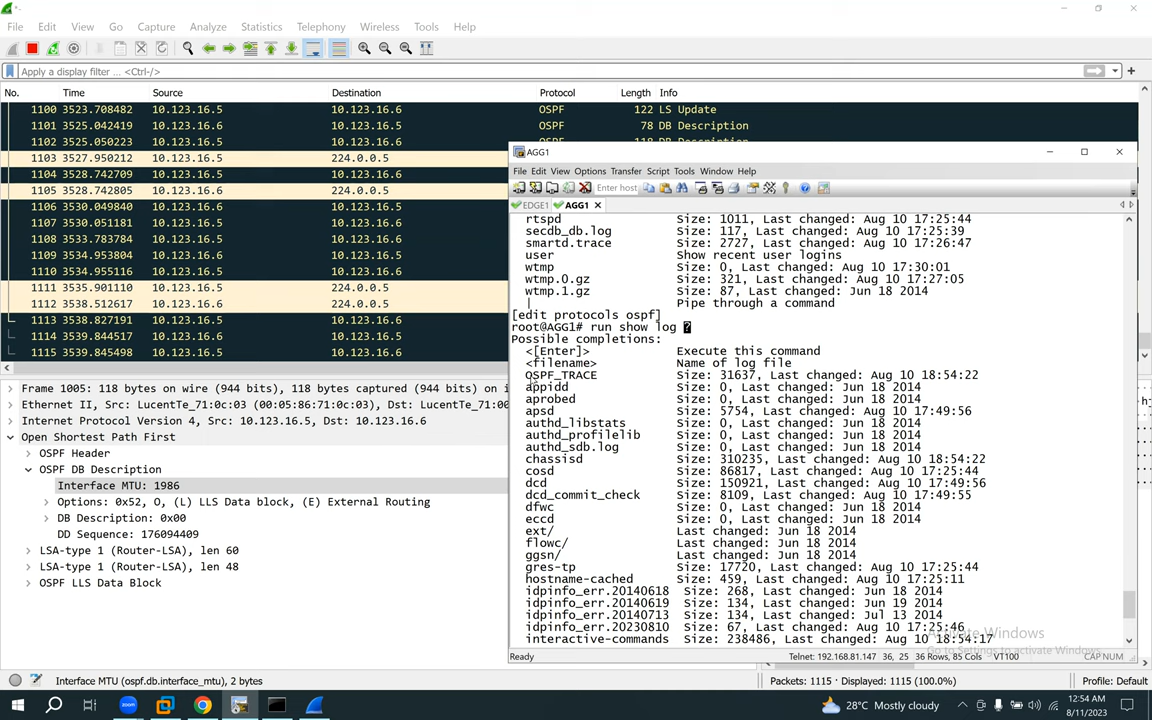 File Edit View Go Capture Analyze Statistics Telephony Wireless Tools Help
Apply a display filter ... <Ctrl-/>
No. Time Source Destination Protocol Length Info
1100 3523.708482 10.123.16.5 10.123.16.6 OSPF 122 LS Update
1101 3525.042419 10.123.16.6 10.123.16.5 OSPF 78 DB Description
1102 3525.050223 10.123.16.5 10.123.16.6 OSPF 118 DB Description
1103 3527.950212 10.123.16.5 224.0.0.5
1104 3528.742709 10.123.16.5 10.123.16.6
1105 3528.742805 10.123.16.6 224.0.0.5
1106 3530.049840 10.123.16.6 10.123.16.5
1107 3530.051181 10.123.16.5 10.123.16.6
1108 3533.783784 10.123.16.5 10.123.16.6
1109 3534.953804 10.123.16.6 10.123.16.5
1110 3534.955116 10.123.16.5 10.123.16.6
1111 3535.901110 10.123.16.5 224.0.0.5
1112 3538.512617 10.123.16.6 224.0.0.5
1113 3538.827191 10.123.16.5 10.123.16.6
1114 3539.844517 10.123.16.6 10.123.16.5
1115 3539.845498 10.123.16.5 10.123.16.6
Frame 1005: 118 bytes on wire (944 bits), 118 bytes captured (944 bits)
Ethernet II, Src: LucentTe_71:0c:03 (00:05:86:71:0c:03), Dst: LucentTe_71:00
Internet Protocol Version 4, Src: 10.123.16.5, Dst: 10.123.16.6
Open Shortest Path First
OSPF Header
OSPF DB Description
Interface MTU: 1986
Options: 0x52, O, (L) LLS Data block, (E) External Routing
DB Description: 0x00
DD Sequence: 176094409
LSA-type 1 (Router-LSA), len 60
LSA-type 1 (Router-LSA), len 48
OSPF LLS Data Block
AGG1
File Edit View Options Transfer Script Tools Window Help
Enter host
EDGE1 AGG1
rtspd Size: 1011, Last changed: Aug 10 17:25:44
secdb_db.log Size: 117, Last changed: Aug 10 17:25:39
smartd.trace Size: 2727, Last changed: Aug 10 17:26:47
user Show recent user logins
wtmp Size: 0, Last changed: Aug 10 17:30:01
wtmp.0.gz Size: 321, Last changed: Aug 10 17:27:05
wtmp.1.gz Size: 87, Last changed: Jun 18 2014
| Pipe through a command
[edit protocols ospf]
root@AGG1# run show log ?
Possible completions:
<[Enter]> Execute this command
<filename> Name of log file
OSPF_TRACE Size: 31637, Last changed: Aug 10 18:54:22
appidd Size: 0, Last changed: Jun 18 2014
aprobed Size: 0, Last changed: Jun 18 2014
apsd Size: 5754, Last changed: Aug 10 17:49:56
authd_libstats Size: 0, Last changed: Jun 18 2014
authd_profilelib Size: 0, Last changed: Jun 18 2014
authd_sdb.log Size: 0, Last changed: Jun 18 2014
chassisd Size: 310235, Last changed: Aug 10 18:54:22
cosd Size: 86817, Last changed: Aug 10 17:25:44
dcd Size: 150921, Last changed: Aug 10 17:49:56
dcd_commit_check Size: 8109, Last changed: Aug 10 17:49:55
dfwc Size: 0, Last changed: Jun 18 2014
eccd Size: 0, Last changed: Jun 18 2014
ext/ Last changed: Jun 18 2014
flowc/ Last changed: Jun 18 2014
ggsn/ Last changed: Jun 18 2014
gres-tp Size: 17720, Last changed: Aug 10 17:25:44
hostname-cached Size: 459, Last changed: Aug 10 17:25:11
idpinfo_err.20140618 Size: 268, Last changed: Jun 18 2014
idpinfo_err.20140619 Size: 134, Last changed: Jun 19 2014
idpinfo_err.20140713 Size: 134, Last changed: Jul 13 2014
idpinfo_err.20230810 Size: 67, Last changed: Aug 10 17:25:46
interactive-commands Size: 238486, Last changed: Aug 10 18:54:17
Activate Windows
Go to Settings to activate Windows.
Ready Telnet: 192.168.81.147 36, 25 36 Rows, 85 Cols VT100 CAP NUM
Interface MTU (ospf.db.interface_mtu), 2 bytes Packets: 1115 · Displayed: 1115 (100.0%) Profile: Default
zoom
28°C Mostly cloudy
12:54 AM
8/11/2023